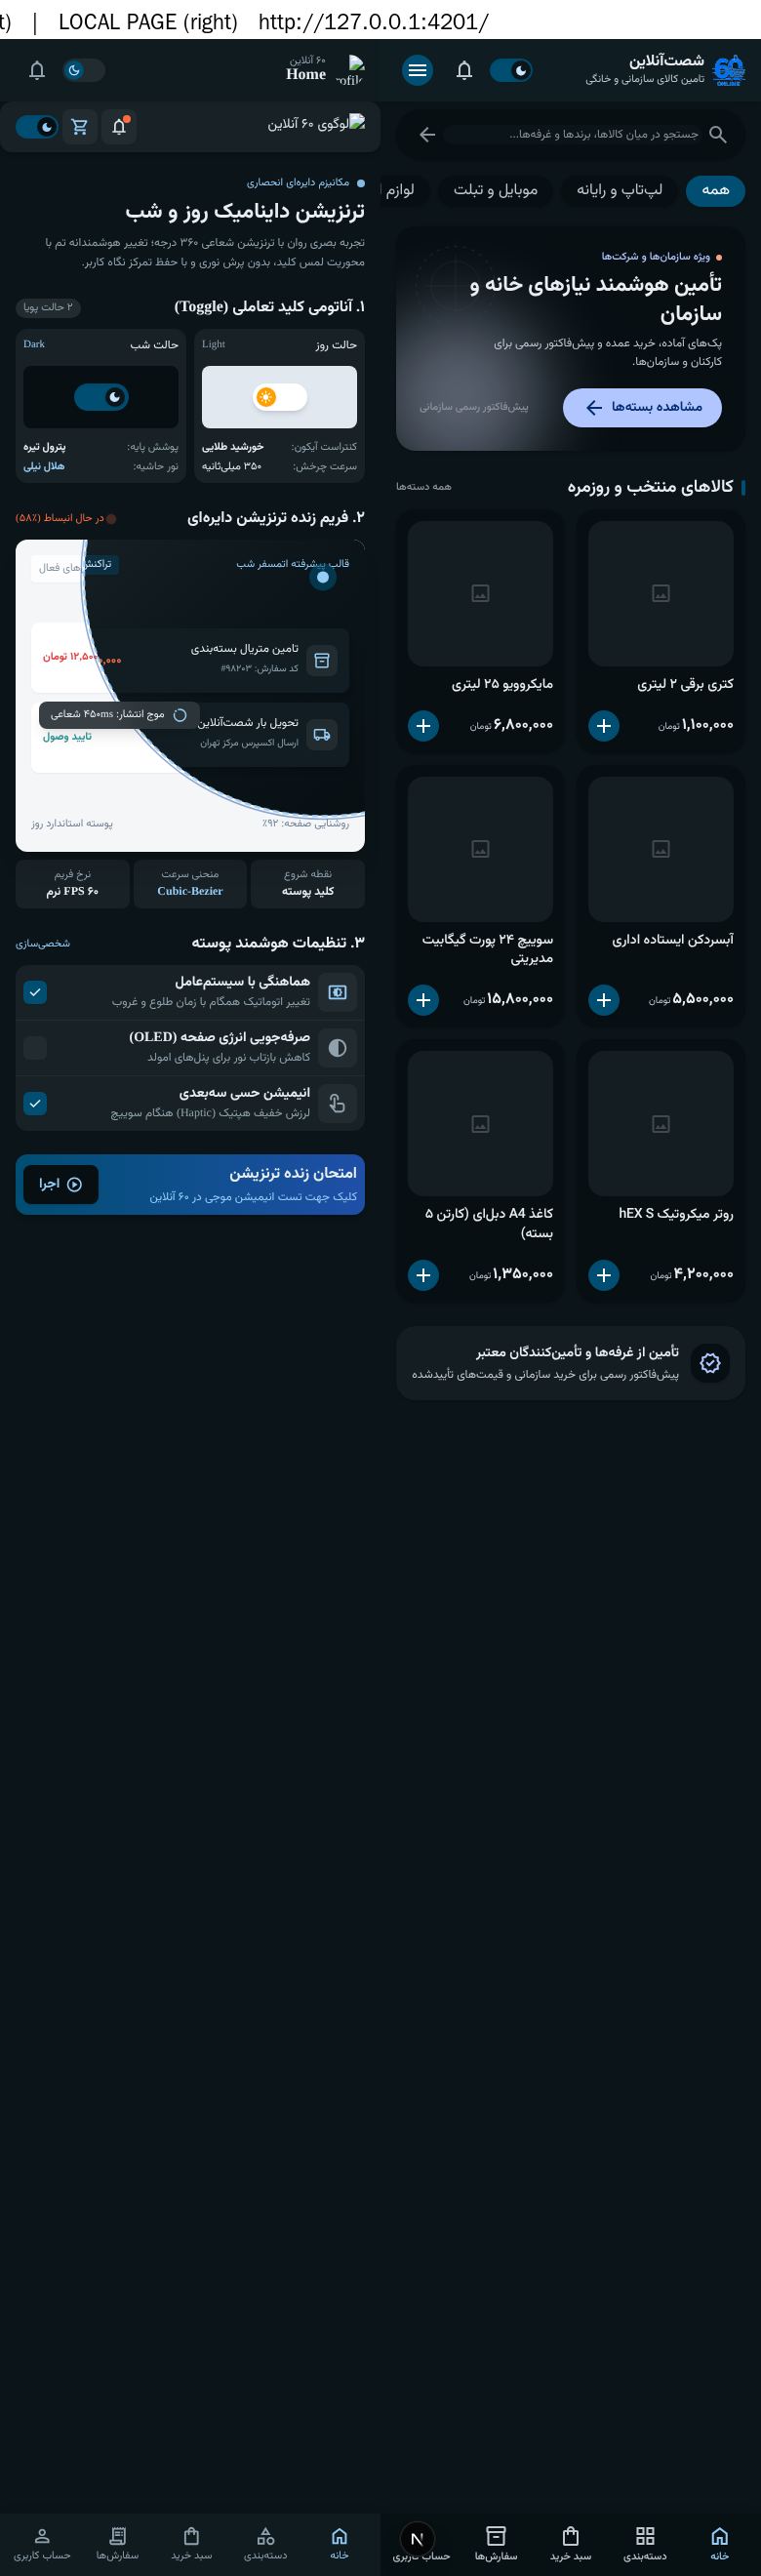 t)   |   LOCAL PAGE (right)   http://127.0.0.1:4201/
شصت‌آنلاین
تامین کالای سازمانی و خانگی
60
ONLINE
جستجو در میان کالاها، برندها و غرفه‌ها...
همه
لپ‌تاپ و رایانه
موبایل و تبلت
لوازم ا
ویژه سازمان‌ها و شرکت‌ها
تأمین هوشمند نیازهای خانه و
سازمان
پک‌های آماده، خرید عمده و پیش‌فاکتور رسمی برای
کارکنان و سازمان‌ها.
مشاهده بسته‌ها
پیش‌فاکتور رسمی سازمانی
کالاهای منتخب و روزمره
همه دسته‌ها
کتری برقی ۲ لیتری
۱,۱۰۰,۰۰۰ تومان
مایکروویو ۲۵ لیتری
۶,۸۰۰,۰۰۰ تومان
آبسردکن ایستاده اداری
۵,۵۰۰,۰۰۰ تومان
سوییچ ۲۴ پورت گیگابیت
مدیریتی
۱۵,۸۰۰,۰۰۰ تومان
روتر میکروتیک hEX S
۴,۲۰۰,۰۰۰ تومان
کاغذ A4 دبل‌ای (کارتن ۵
بسته)
۱,۳۵۰,۰۰۰ تومان
تأمین از غرفه‌ها و تأمین‌کنندگان معتبر
پیش‌فاکتور رسمی برای خرید سازمانی و قیمت‌های تأییدشده
خانه
دسته‌بندی
سبد خرید
سفارش‌ها
حساب کاربری
N
۶۰ آنلاین
Home
ofile
لوگوی ۶۰ آنلاین
مکانیزم دایره‌ای انحصاری
ترنزیشن داینامیک روز و شب
تجربه بصری روان با ترنزیشن شعاعی ۳۶۰ درجه؛ تغییر هوشمندانه تم با
محوریت لمس کلید، بدون پرش نوری و با حفظ تمرکز نگاه کاربر.
۱. آناتومی کلید تعاملی (Toggle)
۲ حالت پویا
حالت روز
Light
کنتراست آیکون:
خورشید طلایی
سرعت چرخش:
۳۵۰ میلی‌ثانیه
حالت شب
Dark
پوشش پایه:
پترول تیره
نور حاشیه:
هلال نیلی
۲. فریم زنده ترنزیشن دایره‌ای
در حال انبساط (۵۸٪)
قالب پیشرفته اتمسفر شب
تراکنش‌های فعال
تامین متریال بسته‌بندی
کد سفارش: ۹۸۲۰۳#
۱۲,۵۰۰,۰۰۰ تومان
تحویل بار شصت‌آنلاین
ارسال اکسپرس مرکز تهران
موج انتشار: ۴۵۰ms شعاعی
تایید وصول
روشنایی صفحه: ۹۲٪
پوسته استاندارد روز
نقطه شروع
کلید پوسته
منحنی سرعت
Cubic-Bezier
نرخ فریم
۶۰ FPS نرم
۳. تنظیمات هوشمند پوسته
شخصی‌سازی
هماهنگی با سیستم‌عامل
تغییر اتوماتیک همگام با زمان طلوع و غروب
صرفه‌جویی انرژی صفحه (OLED)
کاهش بازتاب نور برای پنل‌های امولد
انیمیشن حسی سه‌بعدی
لرزش خفیف هپتیک (Haptic) هنگام سوییچ
امتحان زنده ترنزیشن
کلیک جهت تست انیمیشن موجی در ۶۰ آنلاین
اجرا
خانه
دسته‌بندی
سبد خرید
سفارش‌ها
حساب کاربری